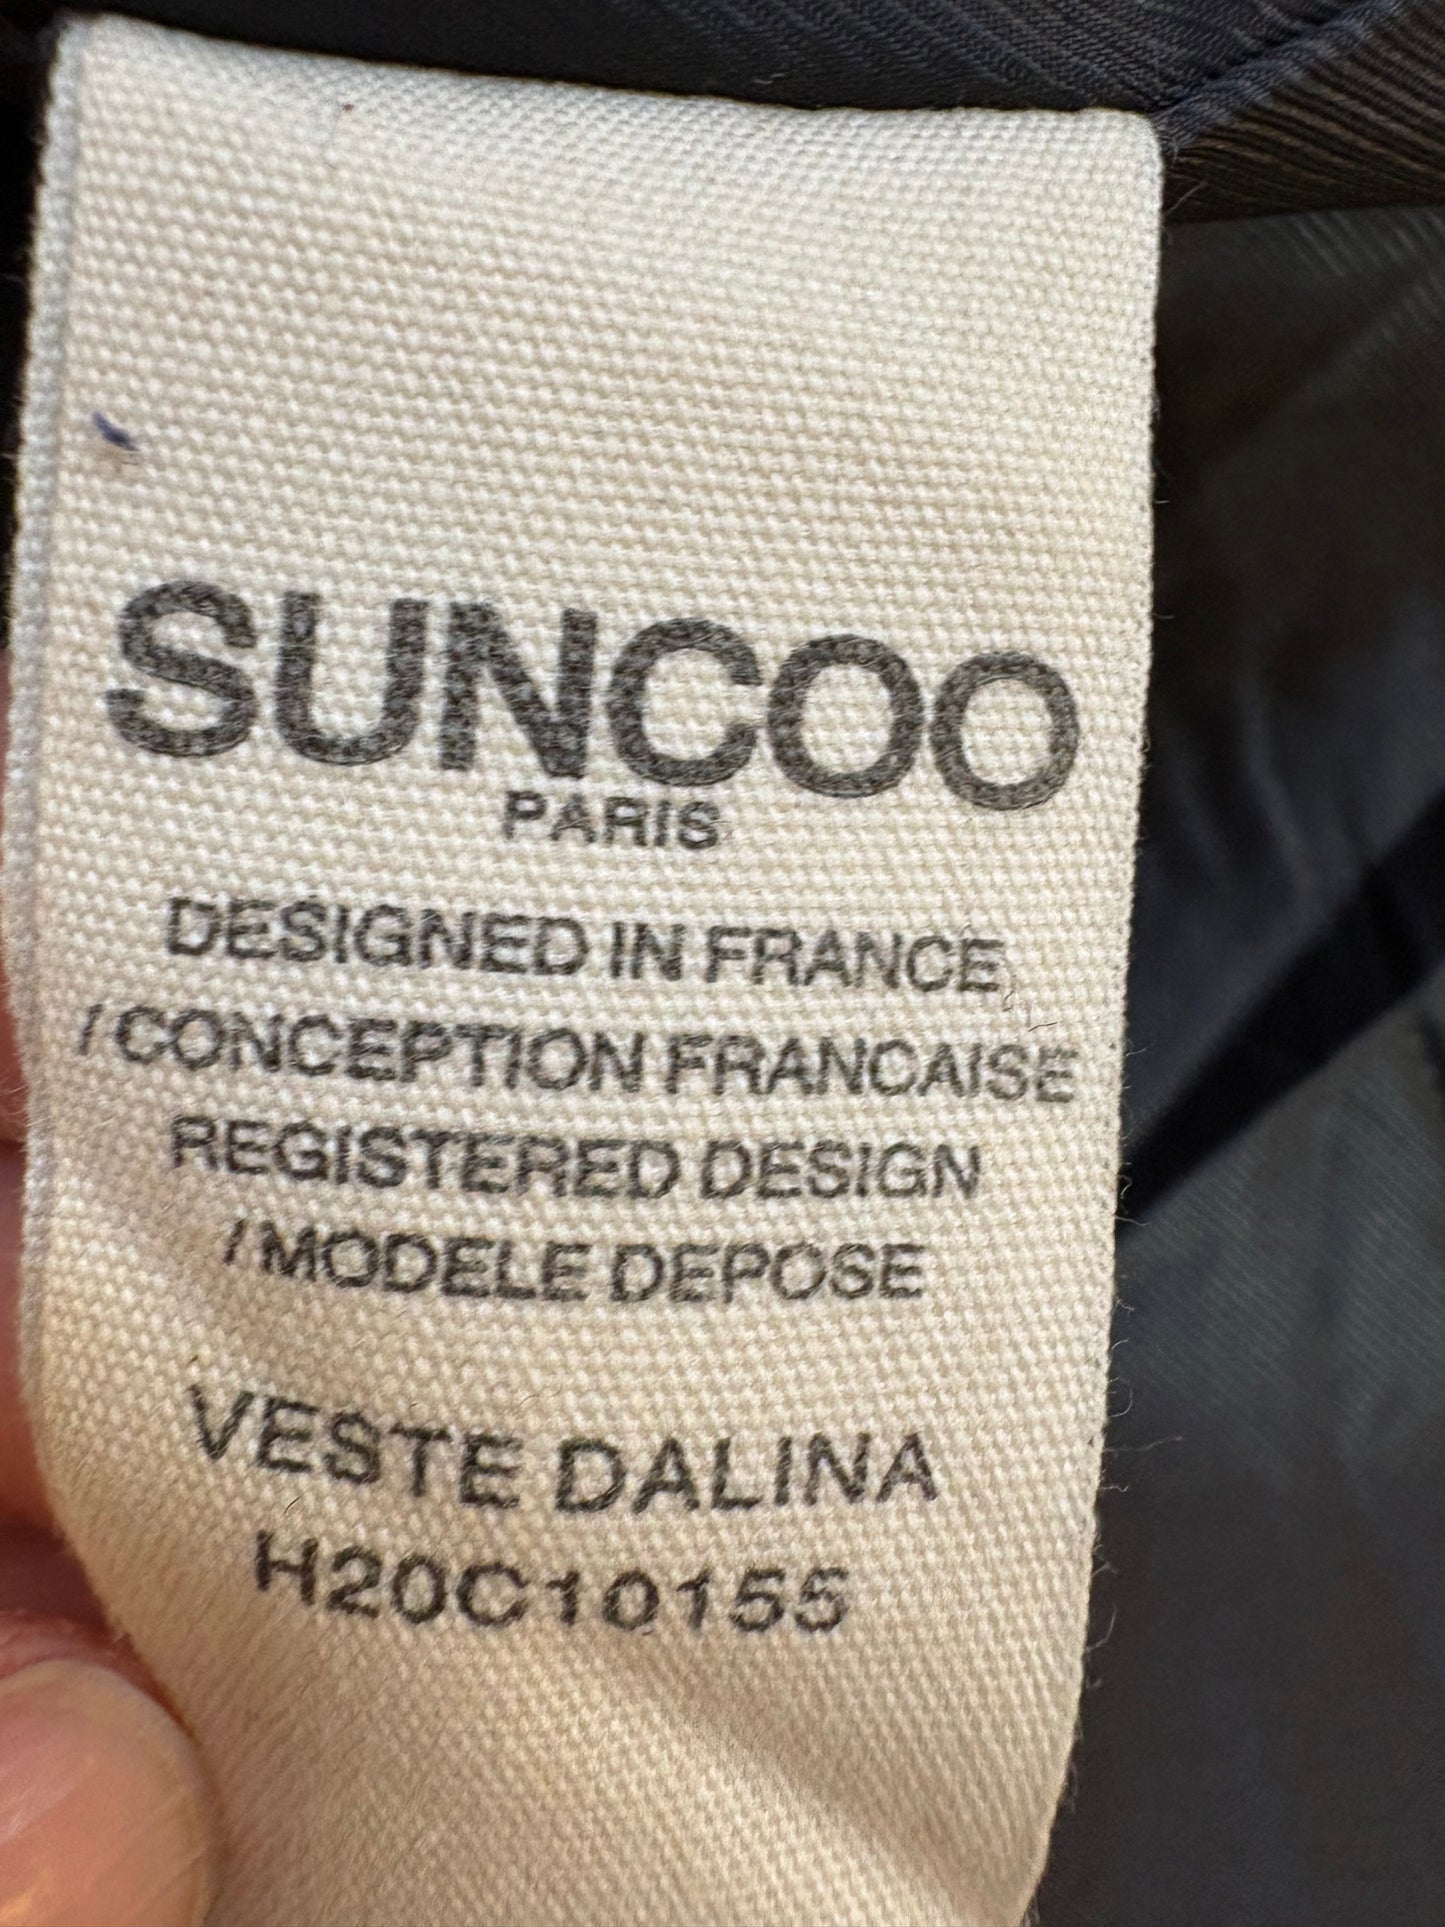 SUNCOO
PARIS
DESIGNED IN FRANCE
/ CONCEPTION FRANCAISE
REGISTERED DESIGN
/ MODELE DEPOSE
VESTE DALINA
H20C10155